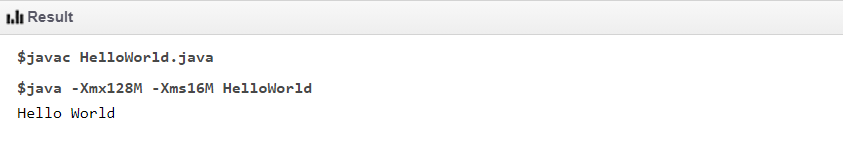 Result
$javac HelloWorld.java
$java -Xmx128M -Xms16M HelloWorld
Hello World